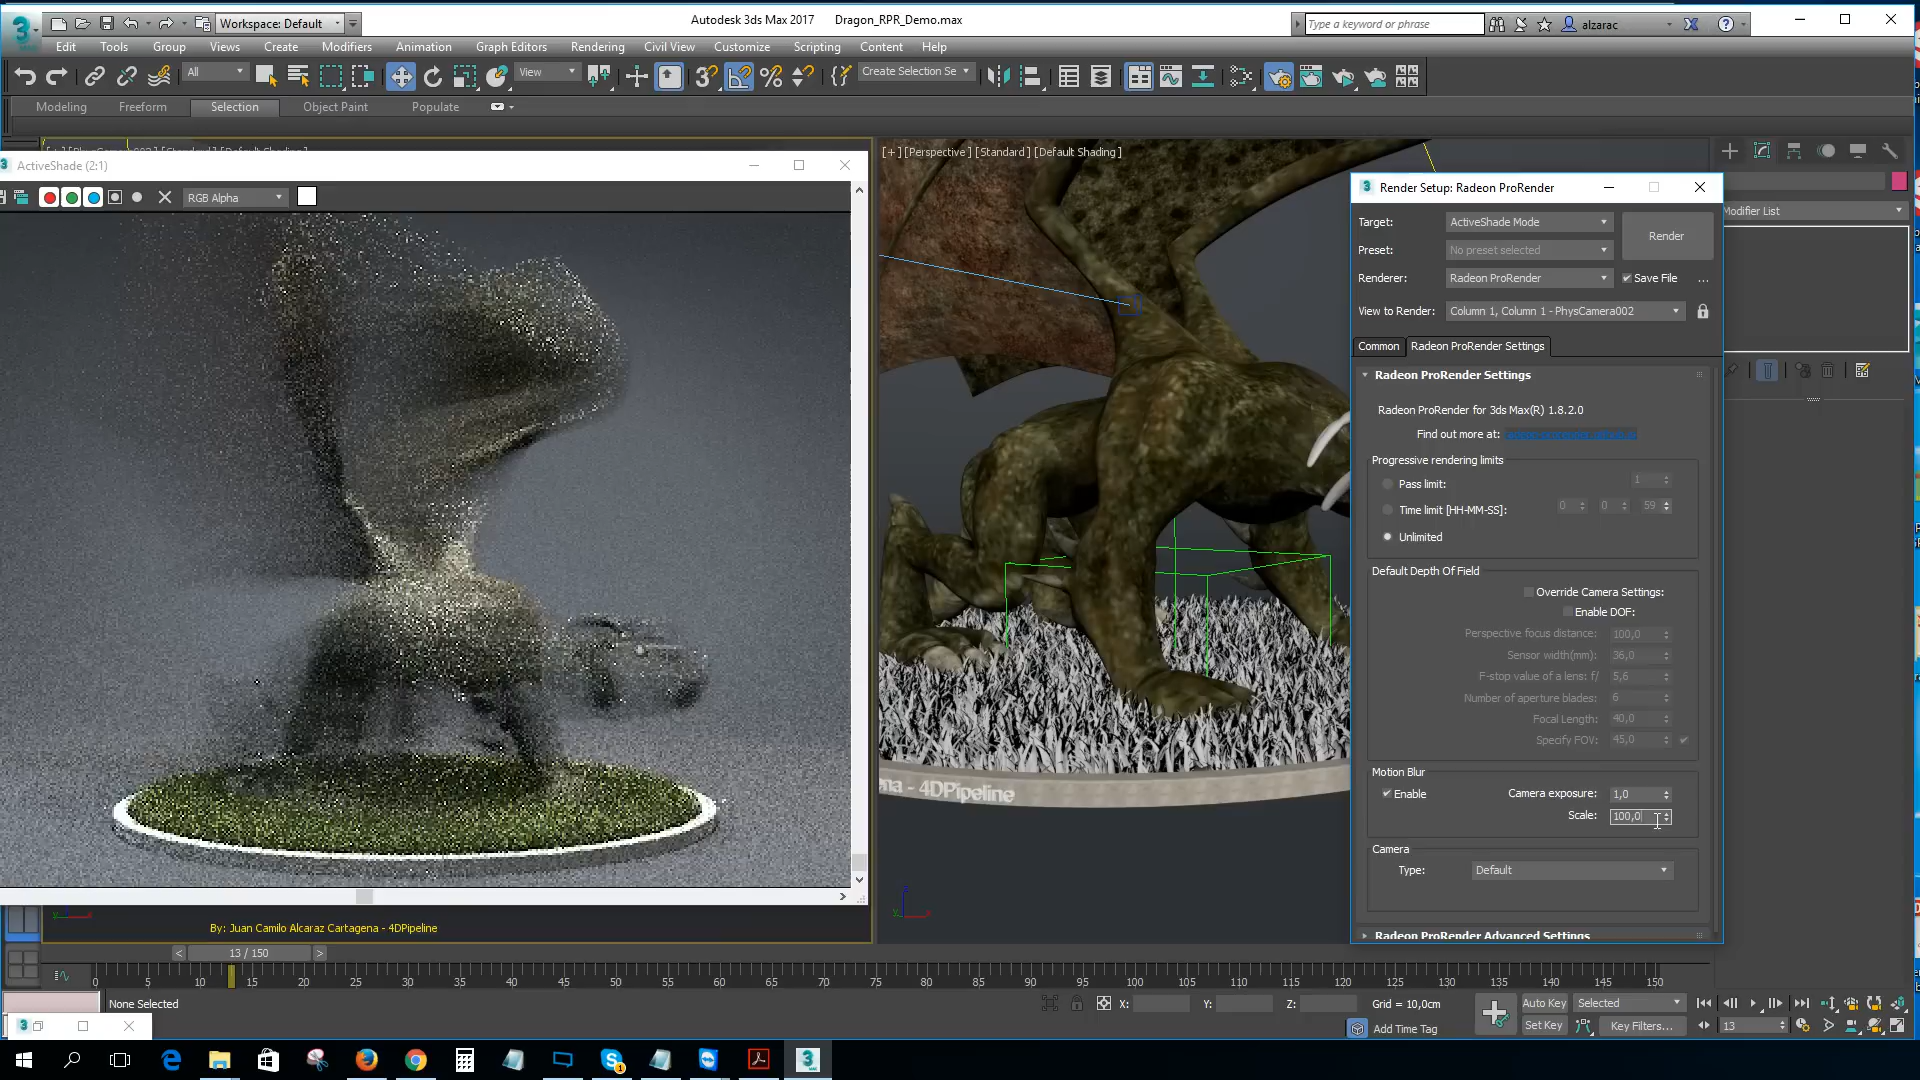 Workspace: Default
Autodesk 3ds Max 2017 Dragon_RPR_Demo.max
Type a keyword or phrase
alzarac
Edit Tools Group Views Create Modifiers Animation Graph Editors Rendering Civil View Customize Scripting Content Help
All
View
Create Selection Se
Modeling Freeform Selection Object Paint Populate
ActiveShade (2:1)
RGB Alpha
[+] [Perspective] [Standard] [Default Shading]
na - 4DPipeline
By: Juan Camilo Alcaraz Cartagena - 4DPipeline
Render Setup: Radeon ProRender
Target: ActiveShade Mode
Render
Preset: No preset selected
Renderer: Radeon ProRender
Save File ...
View to Render: Column 1, Column 1 - PhysCamera002
Common Radeon ProRender Settings
Radeon ProRender Settings
Radeon ProRender for 3ds Max(R) 1.8.2.0
Find out more at:
Progressive rendering limits
Pass limit: 1
Time limit [HH-MM-SS]: 0 0 59
Unlimited
Default Depth Of Field
Override Camera Settings:
Enable DOF:
Perspective focus distance: 100,0
Sensor width(mm): 36,0
F-stop value of a lens: f/ 5,6
Number of aperture blades: 6
Focal Length: 40,0
Specify FOV: 45,0
Motion Blur
Enable
Camera exposure: 1,0
Scale: 100,0
Camera
Type: Default
Radeon ProRender Advanced Settings
Modifier List
< 13 / 150 >
0 5 10 15 20 25 30 35 40 45 50 55 60 65 70 75 80 85 90 95 100 105 110 115 120 125 130 135 140 145 150
None Selected
X: Y: Z: Grid = 10,0cm
Add Time Tag
Auto Key Selected
Set Key Key Filters...
13